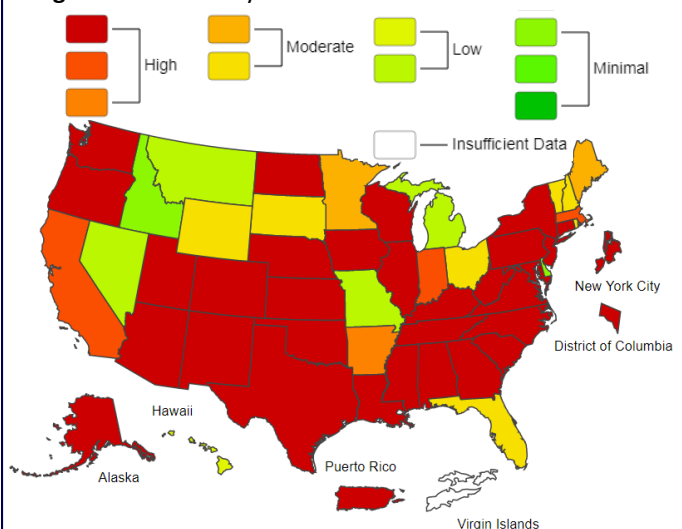 High
Moderate
Low
Minimal
Insufficient Data
New York City
District of Columbia
Hawaii
Alaska
Puerto Rico
Virgin Islands